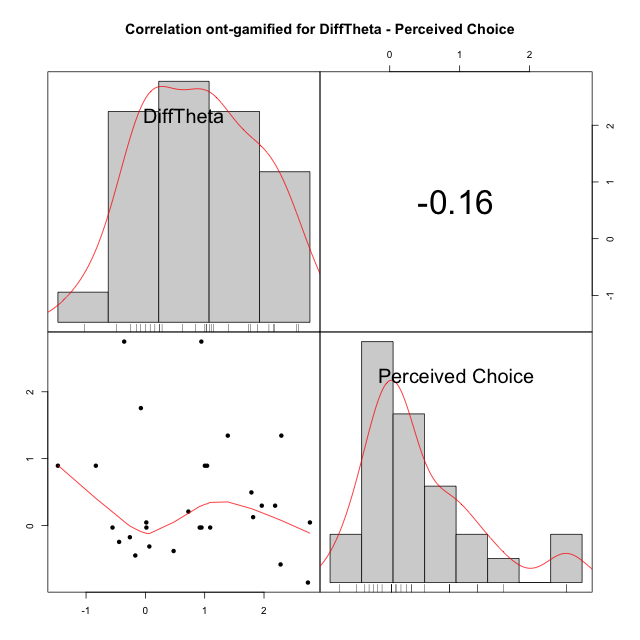 Correlation ont-gamified for DiffTheta - Perceived Choice
0 1 2
DiffTheta
-0.16
2
1
0
-1
Perceived Choice
2
1
0
-1 0 1 2